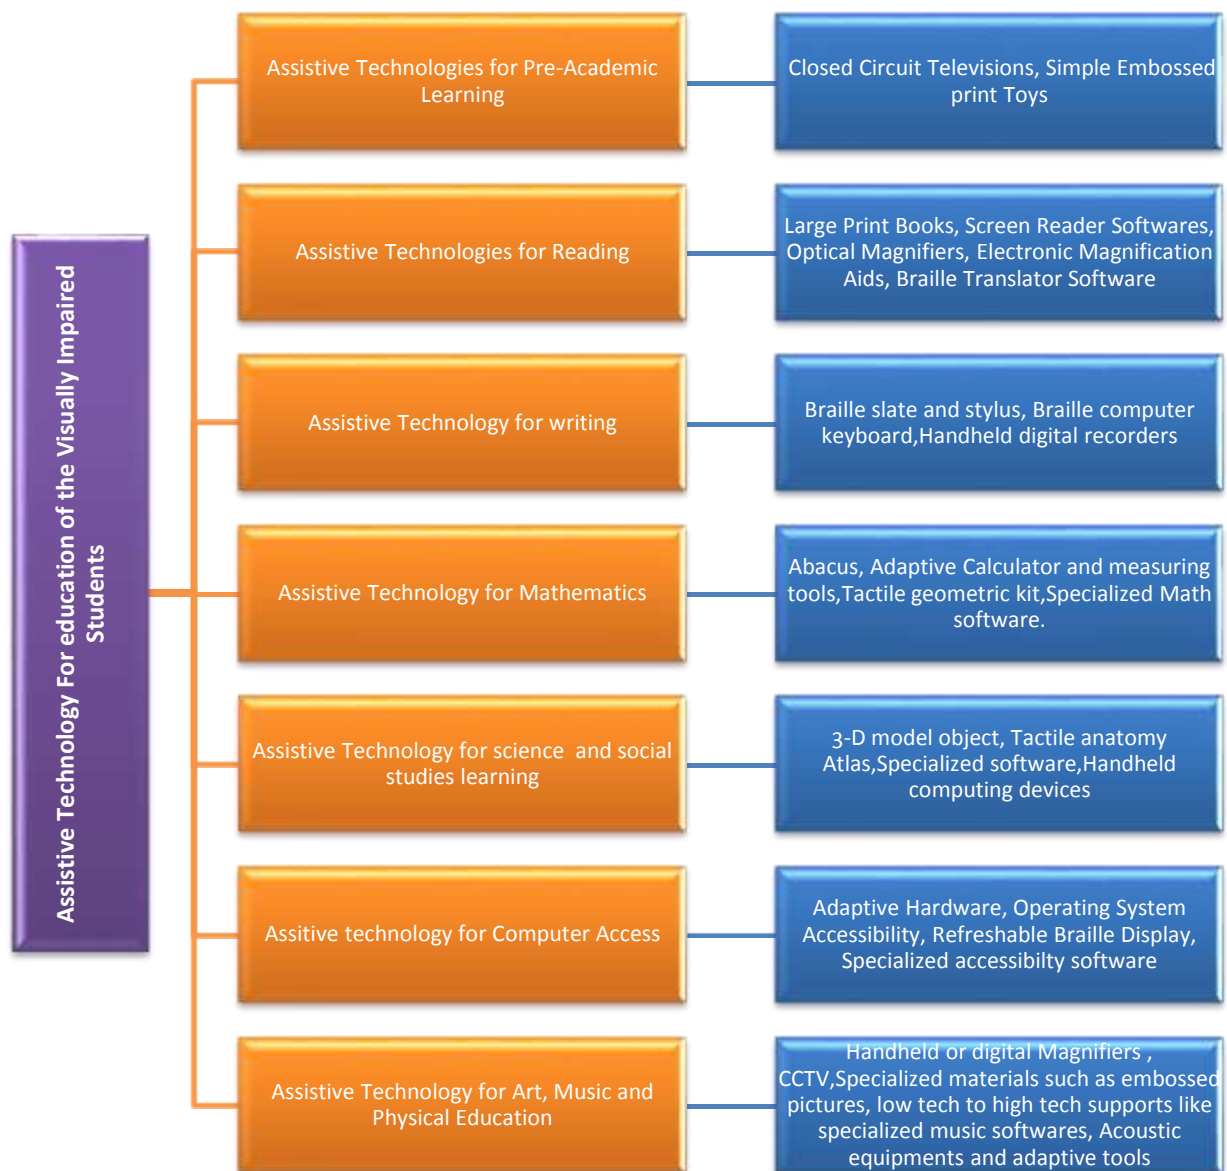 Assistive Technology For education of the Visually Impaired
Students
Assistive Technologies for Pre-Academic
Learning
Closed Circuit Televisions, Simple Embossed
print Toys
Assistive Technologies for Reading
Large Print Books, Screen Reader Softwares,
Optical Magnifiers, Electronic Magnification
Aids, Braille Translator Software
Assistive Technology for writing
Braille slate and stylus, Braille computer
keyboard,Handheld digital recorders
Assistive Technology for Mathematics
Abacus, Adaptive Calculator and measuring
tools,Tactile geometric kit,Specialized Math
software.
Assistive Technology for science  and social
studies learning
3-D model object, Tactile anatomy
Atlas,Specialized software,Handheld
computing devices
Assitive technology for Computer Access
Adaptive Hardware, Operating System
Accessibility, Refreshable Braille Display,
Specialized accessibilty software
Assistive Technology for Art, Music and
Physical Education
Handheld or digital Magnifiers ,
CCTV,Specialized materials such as embossed
pictures, low tech to high tech supports like
specialized music softwares, Acoustic
equipments and adaptive tools